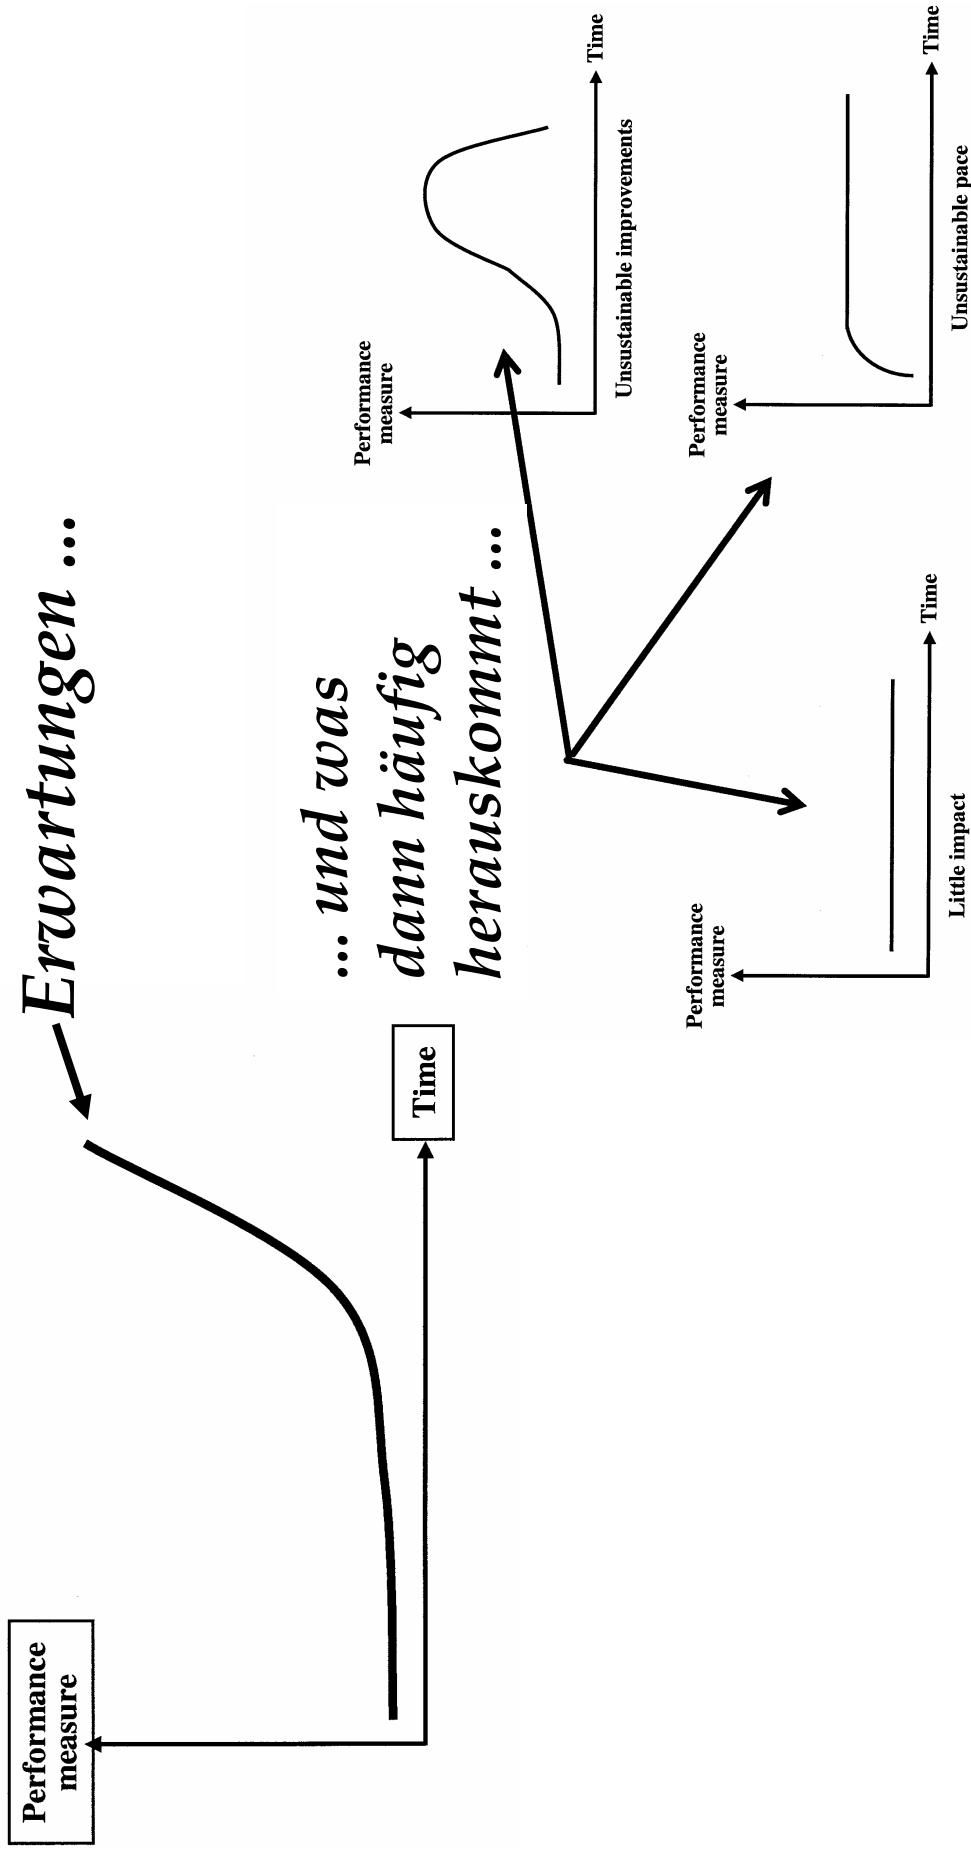 Performance
measure
Erwartungen ...
Time
... und was
dann häufig
herauskommt ...
Performance
measure
Time
Unsustainable improvements
Performance
measure
Time
Little impact
Performance
measure
Time
Unsustainable pace